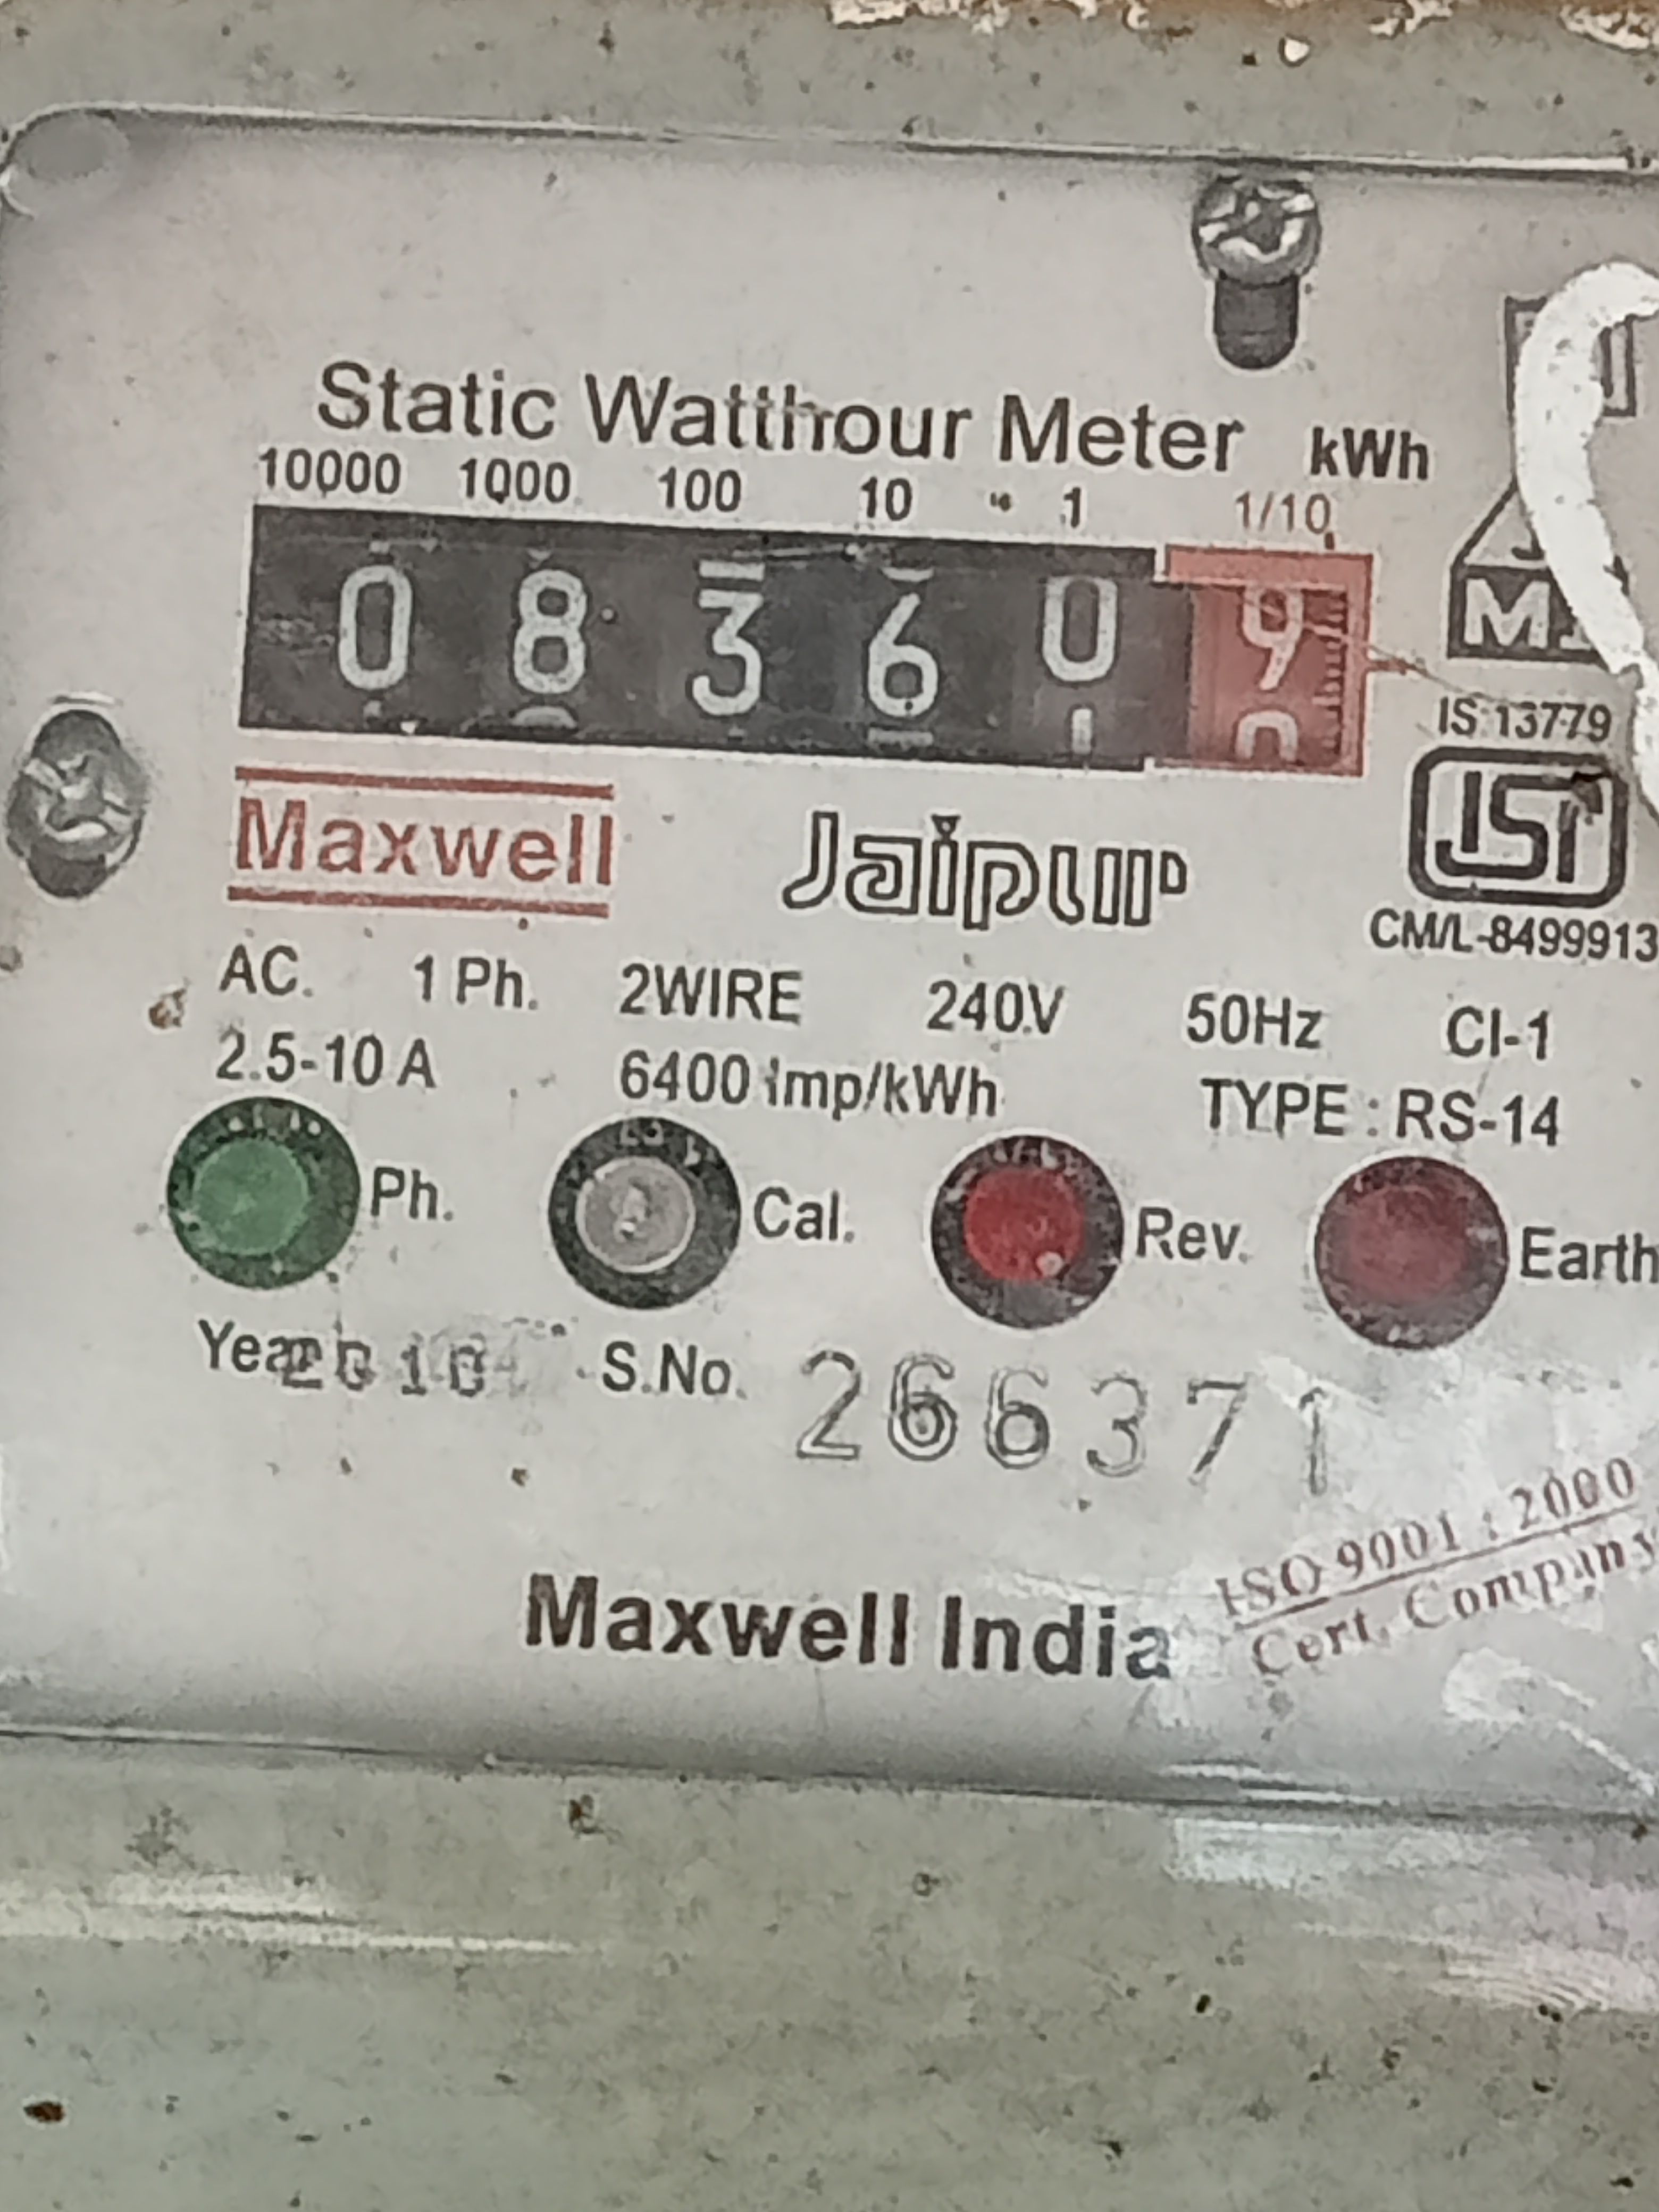 Static Watthour Meter kWh
10000 1000 100 10 1 1/10
0 8 3 6 0 9
IS 13779
Maxwell Jaipur ISI
CM/L-8499913
AC. 1 Ph. 2WIRE 240V 50Hz Cl-1
2.5-10 A 6400 imp/kWh TYPE : RS-14
Ph. Cal. Rev. Earth
Year S.No. 266371
ISO 9001 : 2000
Cert. Company
Maxwell India